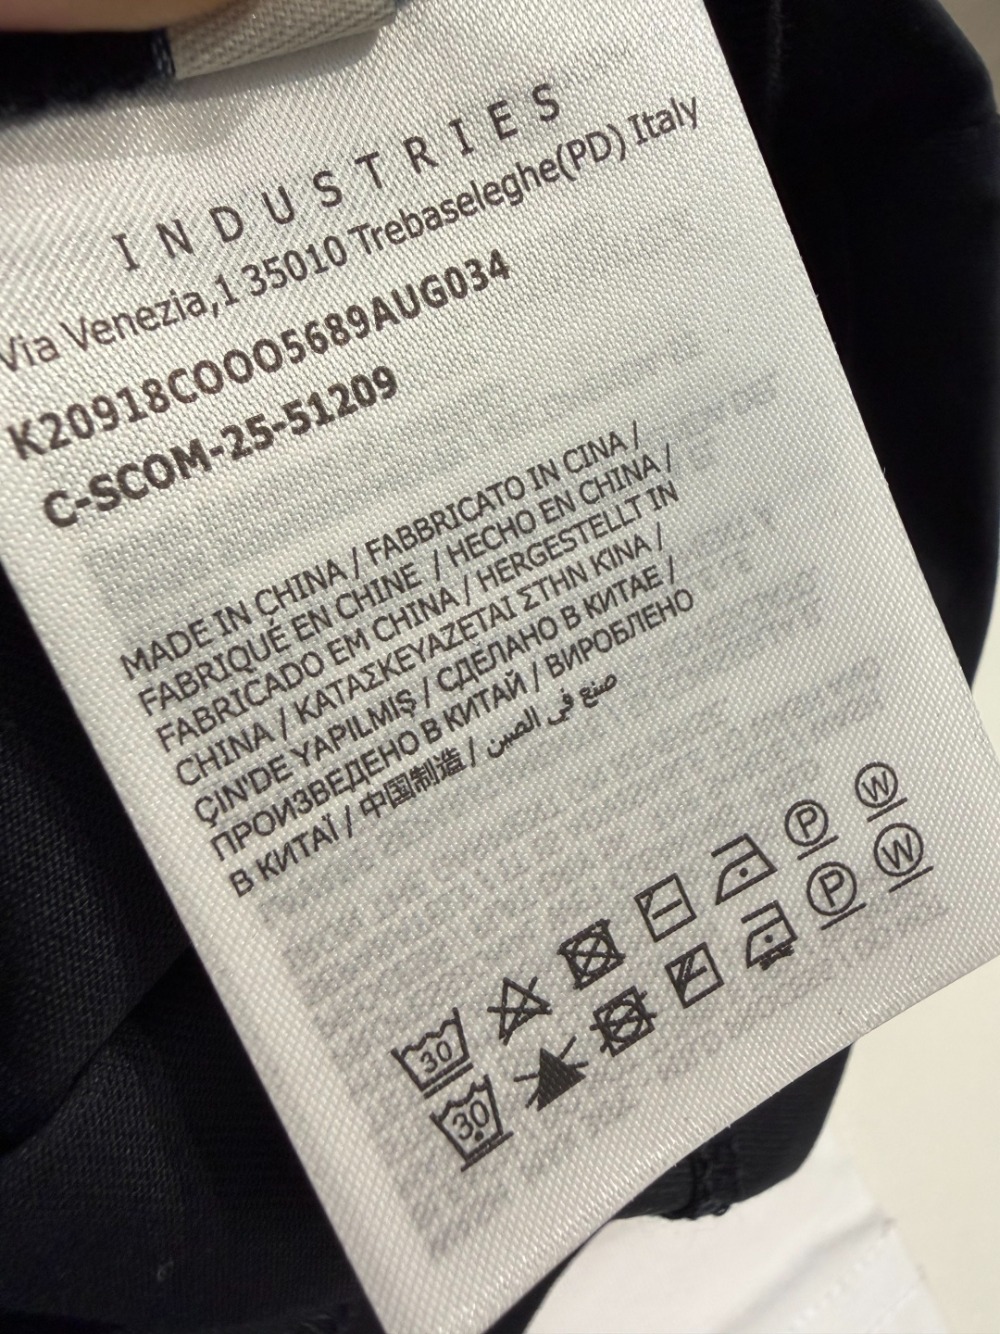 INDUSTRIES
Via Venezia,1 35010 Trebaseleghe(PD) Italy
K20918COOO5689AUG034
C-SCOM-25-51209
MADE IN CHINA / FABBRICATO IN CINA /
FABRIQUÉ EN CHINE / HECHO EN CHINA /
FABRICADO EM CHINA / HERGESTELLT IN
CHINA / ΚΑΤΑΣΚΕΥΑΖΕΤΑΙ ΣΤΗΝ ΚΙΝΑ /
ÇIN'DE YAPILMIŞ / СДЕЛАНО В КИТАЕ /
ПРОИЗВЕДЕНО В КИТАЙ / ВИРОБЛЕНО
В КИТАЇ / 中国制造 / صنع في الصين
30 P W
30 P W